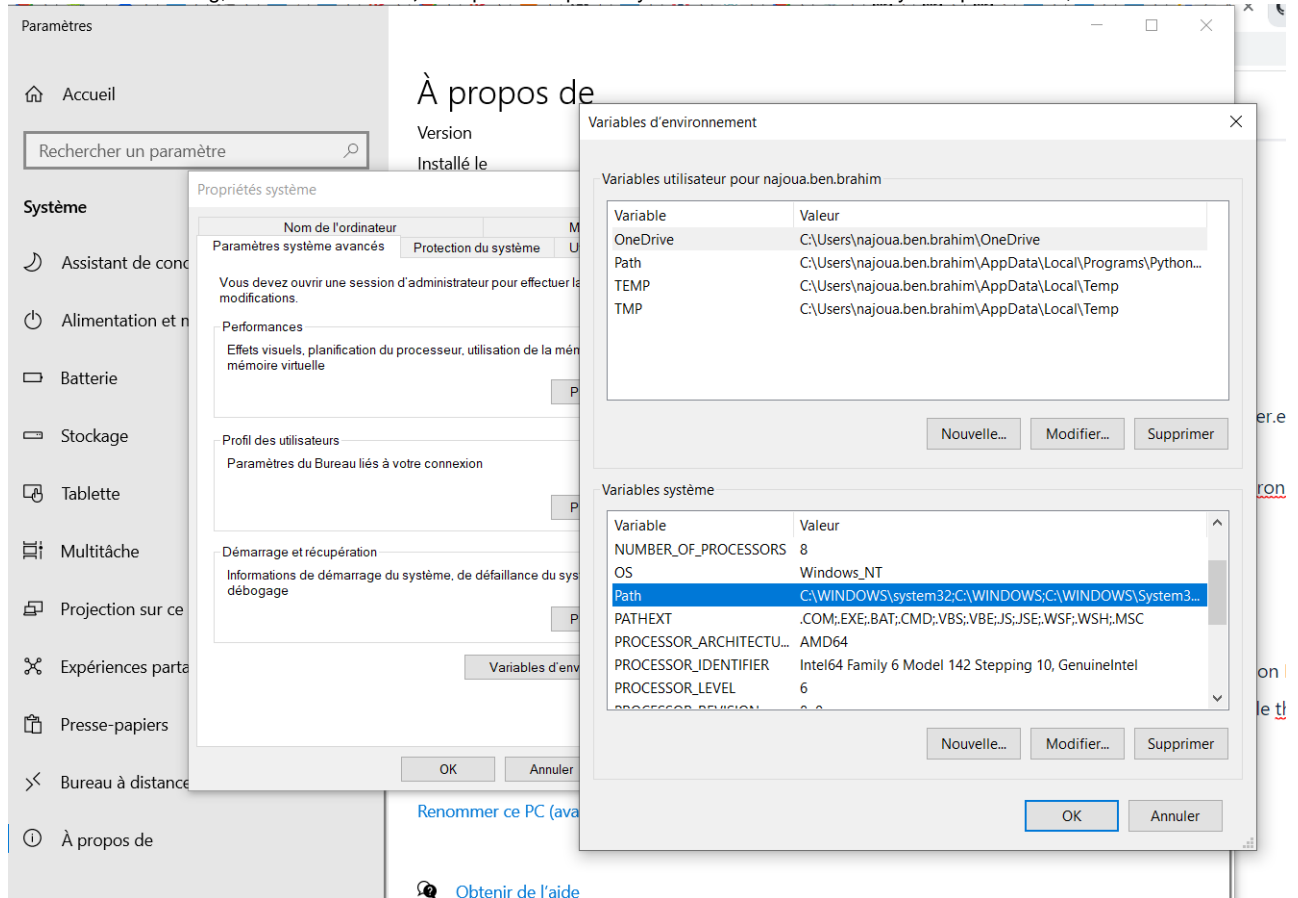 Paramètres
Accueil
Rechercher un paramètre
Système
Assistant de conc
Alimentation et n
Batterie
Stockage
Tablette
Multitâche
Projection sur ce
Expériences parta
Presse-papiers
Bureau à distance
À propos de
À propos de
Version
Installé le
Renommer ce PC (ava
Obtenir de l'aide
Propriétés système
Nom de l'ordinateur
M
Paramètres système avancés
Protection du système
U
Vous devez ouvrir une session d'administrateur pour effectuer la
modifications.
Performances
Effets visuels, planification du processeur, utilisation de la mém
mémoire virtuelle
P
Profil des utilisateurs
Paramètres du Bureau liés à votre connexion
P
Démarrage et récupération
Informations de démarrage du système, de défaillance du sys
débogage
P
Variables d'env
OK
Annuler
Variables d'environnement
Variables utilisateur pour najoua.ben.brahim
Variable Valeur
OneDrive C:\Users\najoua.ben.brahim\OneDrive
Path C:\Users\najoua.ben.brahim\AppData\Local\Programs\Python...
TEMP C:\Users\najoua.ben.brahim\AppData\Local\Temp
TMP C:\Users\najoua.ben.brahim\AppData\Local\Temp
Nouvelle... Modifier... Supprimer
Variables système
Variable Valeur
NUMBER_OF_PROCESSORS 8
OS Windows_NT
Path C:\WINDOWS\system32;C:\WINDOWS;C:\WINDOWS\System3...
PATHEXT .COM;.EXE;.BAT;.CMD;.VBS;.VBE;.JS;.JSE;.WSF;.WSH;.MSC
PROCESSOR_ARCHITECTU... AMD64
PROCESSOR_IDENTIFIER Intel64 Family 6 Model 142 Stepping 10, GenuineIntel
PROCESSOR_LEVEL 6
Nouvelle... Modifier... Supprimer
OK Annuler
er.e
ron
on
le th